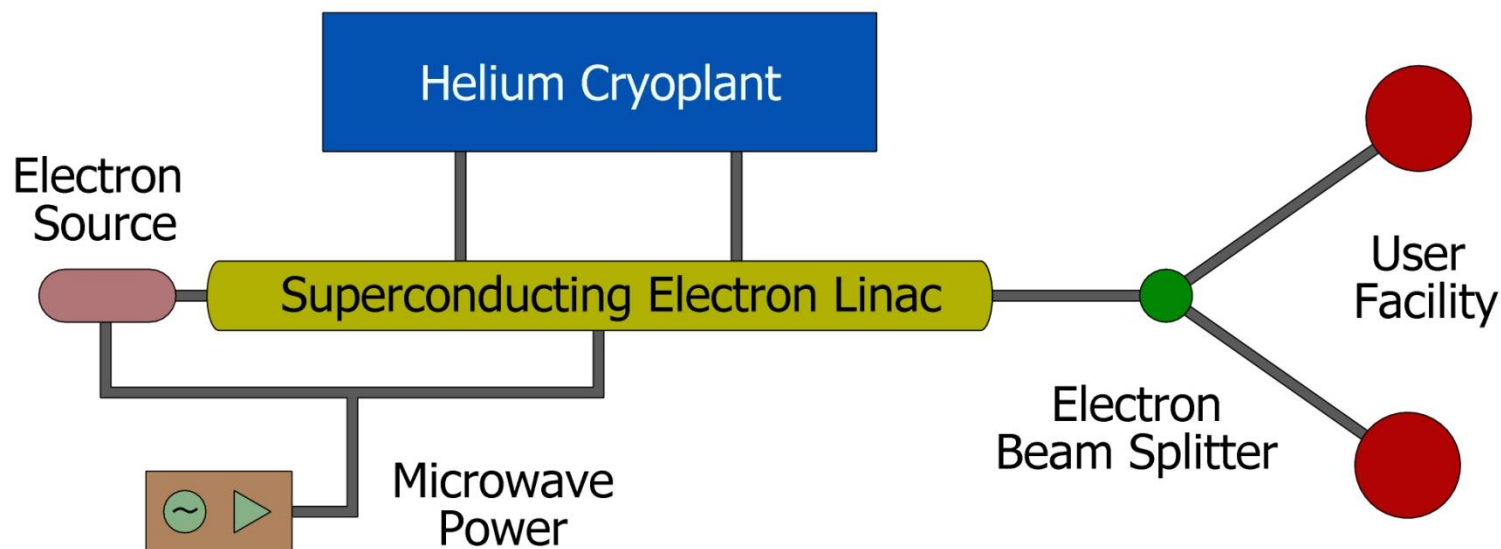 Helium Cryoplant
Electron
Source
Superconducting Electron Linac
User
Facility
Electron
Beam Splitter
Microwave
Power
~